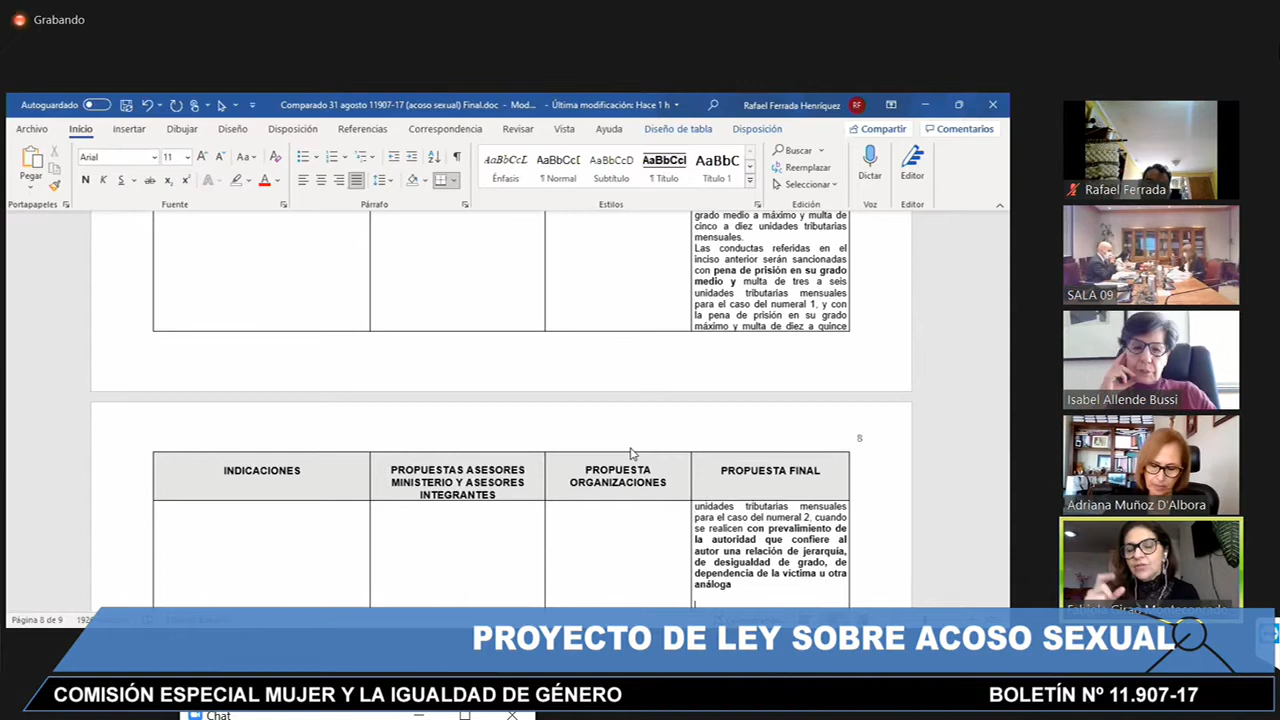 Grabando
Autoguardado
Comparado 31 agosto 11907-17 (acoso sexual) Final.doc - Mod... - Última modificación: Hace 1 h
Rafael Ferrada Henríquez
RF
Archivo Inicio Insertar Dibujar Diseño Disposición Referencias Correspondencia Revisar Vista Ayuda Diseño de tabla Disposición
Compartir Comentarios
Pegar
Arial 11
Aa
N K S ab x₂ x² A A
AaBbCcL AaBbCcI AaBbCcD AaBbCcI AaBbC
Énfasis ¶ Normal Subtítulo ¶ Título Título 1
Buscar
Reemplazar
Seleccionar
Dictar
Editor
Portapapeles Fuente Párrafo Estilos Edición Voz Editor
grado medio a máximo y multa de
cinco a diez unidades tributarias
mensuales.
Las conductas referidas en el
inciso anterior serán sancionadas
con pena de prisión en su grado
medio y multa de tres a seis
unidades tributarias mensuales
para el caso del numeral 1, y con
la pena de prisión en su grado
máximo y multa de diez a quince
8
INDICACIONES
PROPUESTAS ASESORES
MINISTERIO Y ASESORES
INTEGRANTES
PROPUESTA
ORGANIZACIONES
PROPUESTA FINAL
unidades tributarias mensuales
para el caso del numeral 2, cuando
se realicen con prevalimiento de
la autoridad que confiere al
autor una relación de jerarquía,
de desigualdad de grado, de
dependencia de la víctima u otra
análoga
Página 8 de 9
Rafael Ferrada
SALA 09
Isabel Allende Bussi
Adriana Muñoz D'Albora
PROYECTO DE LEY SOBRE ACOSO SEXUAL
COMISIÓN ESPECIAL MUJER Y LA IGUALDAD DE GÉNERO
BOLETÍN Nº 11.907-17
Chat